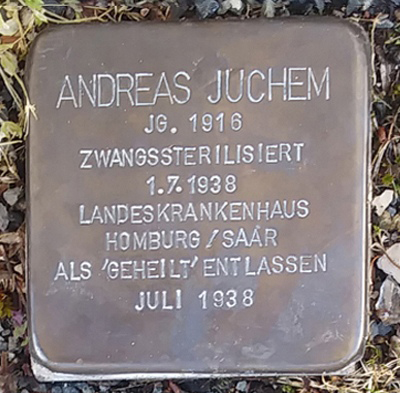 ANDREAS JUCHEM
JG. 1916
ZWANGSSTERILISIERT
1.7.1938
LANDESKRANKENHAUS
HOMBURG / SAAR
ALS 'GEHEILT' ENTLASSEN
JULI 1938